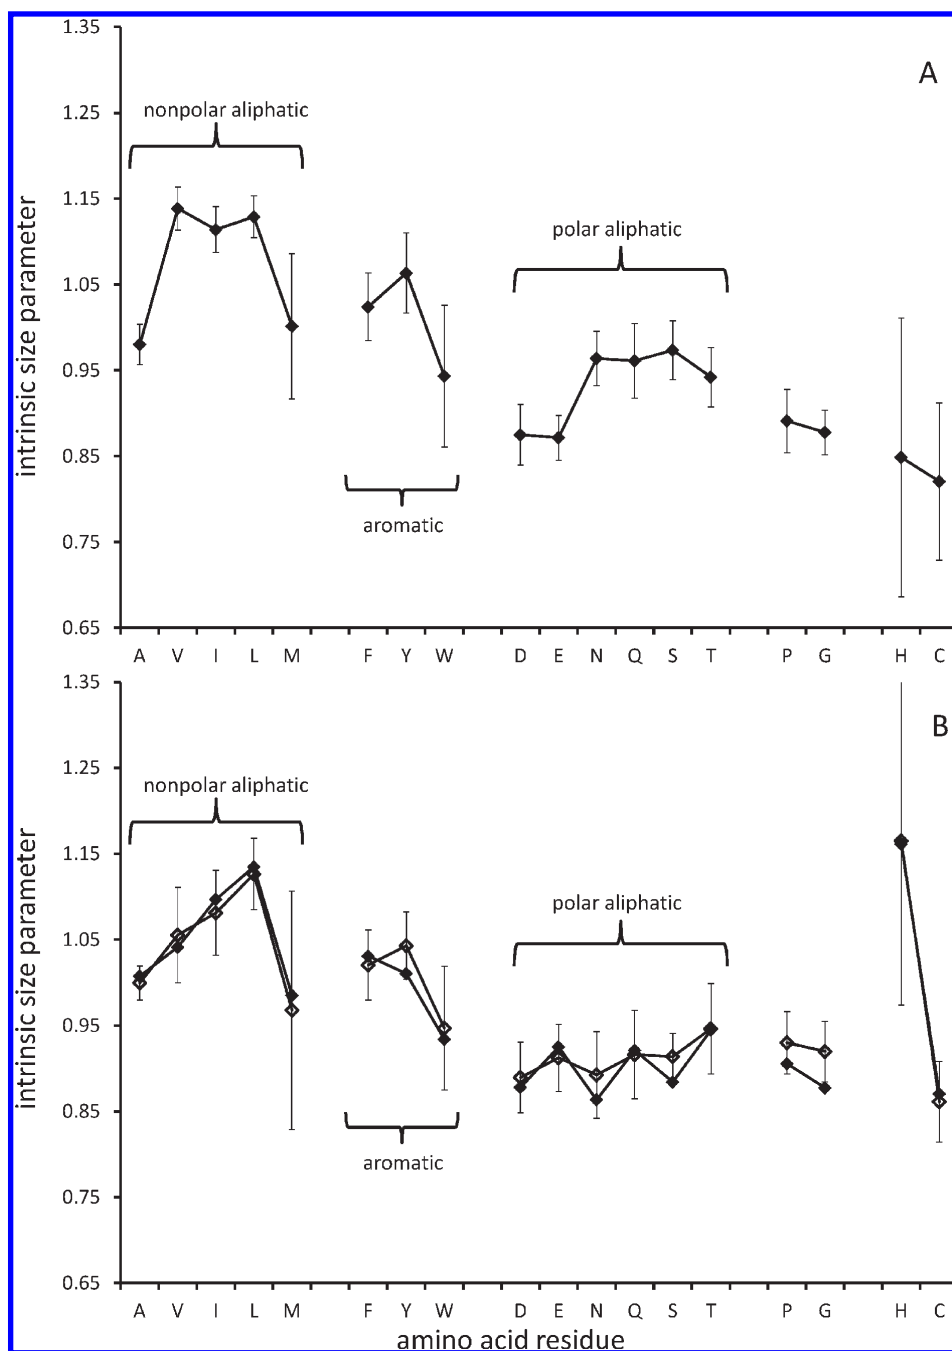 A
1.35
1.25
1.15
1.05
0.95
0.85
0.75
0.65
intrinsic size parameter
nonpolar aliphatic
aromatic
polar aliphatic
A V I L M F Y W D E N Q S T P G H C
B
1.35
1.25
1.15
1.05
0.95
0.85
0.75
0.65
intrinsic size parameter
nonpolar aliphatic
aromatic
polar aliphatic
A V I L M F Y W D E N Q S T P G H C
amino acid residue